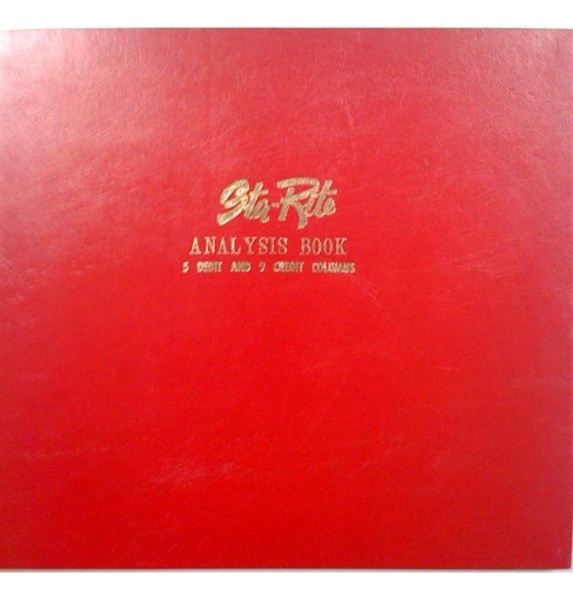 Sta-Rite
ANALYSIS BOOK
5 DEBIT AND 9 CREDIT COLUMNS